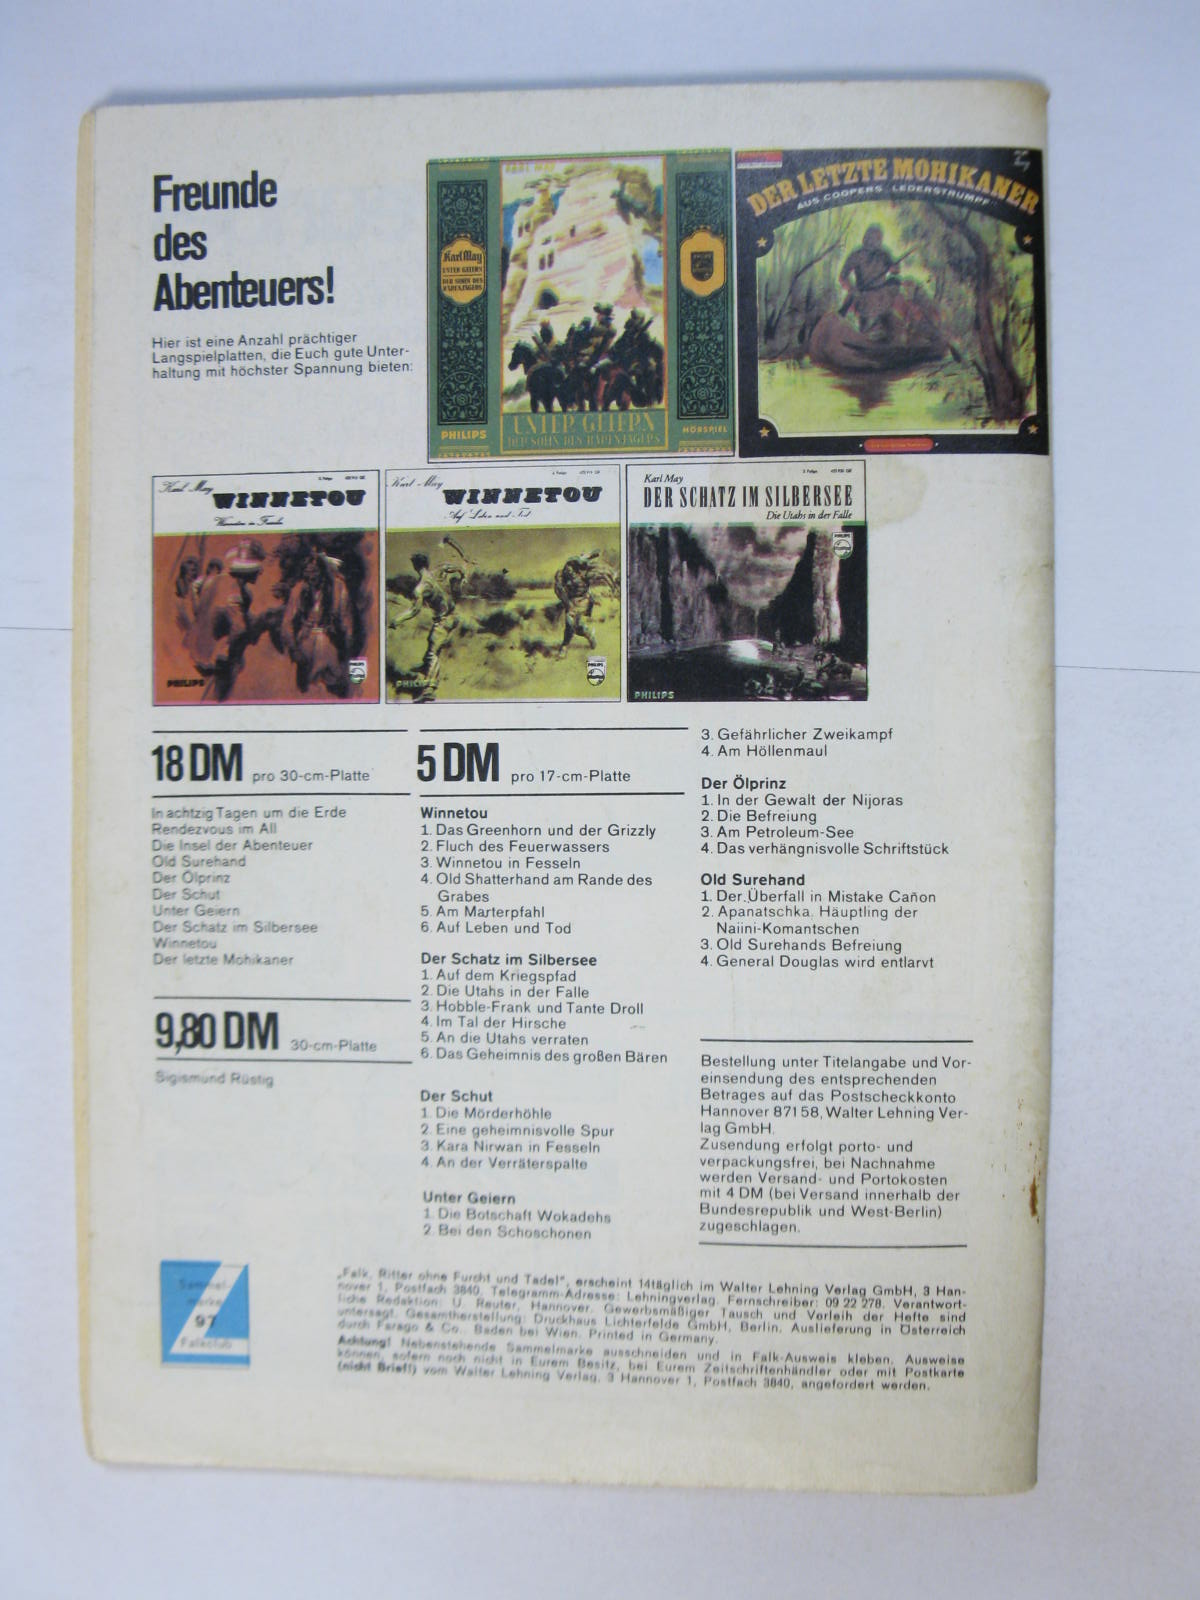 Freunde
des
Abenteuers!
Hier ist eine Anzahl prächtiger
Langspielplatten, die Euch gute Unter-
haltung mit höchster Spannung bieten:
Karl May
UNTER GEIERN
DER SOHN DES
BÄRENJÄGERS
PHILIPS
UNTER GEIERN
DER SOHN DES BÄRENJÄGERS
PHILIPS
HÖRSPIEL
DER LETZTE MOHIKANER
AUS COOPERS „LEDERSTRUMPF“
Karl May
WINNETOU
Winnetou in Fesseln
PHILIPS
Karl May
WINNETOU
Auf Leben und Tod
PHILIPS
PHILIPS
Karl May
DER SCHATZ IM SILBERSEE
Die Utahs in der Falle
PHILIPS
18 DM pro 30-cm-Platte
In achtzig Tagen um die Erde
Rendezvous im All
Die Insel der Abenteuer
Old Surehand
Der Ölprinz
Der Schut
Unter Geiern
Der Schatz im Silbersee
Winnetou
Der letzte Mohikaner
9,80 DM 30-cm-Platte
Sigismund Rüstig
5 DM pro 17-cm-Platte
Winnetou
1. Das Greenhorn und der Grizzly
2. Fluch des Feuerwassers
3. Winnetou in Fesseln
4. Old Shatterhand am Rande des
Grabes
5. Am Marterpfahl
6. Auf Leben und Tod
Der Schatz im Silbersee
1. Auf dem Kriegspfad
2. Die Utahs in der Falle
3. Hobble-Frank und Tante Droll
4. Im Tal der Hirsche
5. An die Utahs verraten
6. Das Geheimnis des großen Bären
Der Schut
1. Die Mörderhöhle
2. Eine geheimnisvolle Spur
3. Kara Nirwan in Fesseln
4. An der Verräterspalte
Unter Geiern
1. Die Botschaft Wokadehs
2. Bei den Schoschonen
3. Gefährlicher Zweikampf
4. Am Höllenmaul
Der Ölprinz
1. In der Gewalt der Nijoras
2. Die Befreiung
3. Am Petroleum-See
4. Das verhängnisvolle Schriftstück
Old Surehand
1. Der Überfall in Mistake Cañon
2. Apanatschka, Häuptling der
Naiini-Komantschen
3. Old Surehands Befreiung
4. General Douglas wird entlarvt
Bestellung unter Titelangabe und Vor-
einsendung des entsprechenden
Betrages auf das Postscheckkonto
Hannover 871 58, Walter Lehning Ver-
lag GmbH.
Zusendung erfolgt porto- und
verpackungsfrei, bei Nachnahme
werden Versand- und Portokosten
mit 4 DM (bei Versand innerhalb der
Bundesrepublik und West-Berlin)
zugeschlagen.
Sammel-
marke
97
Falkclub
„Falk, Ritter ohne Furcht und Tadel“, erscheint 14täglich im Walter Lehning Verlag GmbH, 3 Han-
nover 1, Postfach 3840, Telegramm-Adresse: Lehningverlag, Fernschreiber: 09 22 278. Verantwort-
liche Redaktion: U. Reuter, Hannover. Gewerbsmäßiger Tausch und Verleih der Hefte sind
untersagt. Gesamtherstellung: Druckhaus Lichterfelde GmbH, Berlin. Auslieferung in Österreich
durch Farago & Co. Baden bei Wien. Printed in Germany.
Achtung! Nebenstehende Sammelmarke ausschneiden und in Falk-Ausweis kleben. Ausweise
können, sofern noch nicht in Eurem Besitz, bei Eurem Zeitschriftenhändler oder mit Postkarte
(nicht Brief!) vom Walter Lehning Verlag, 3 Hannover 1, Postfach 3840, angefordert werden.